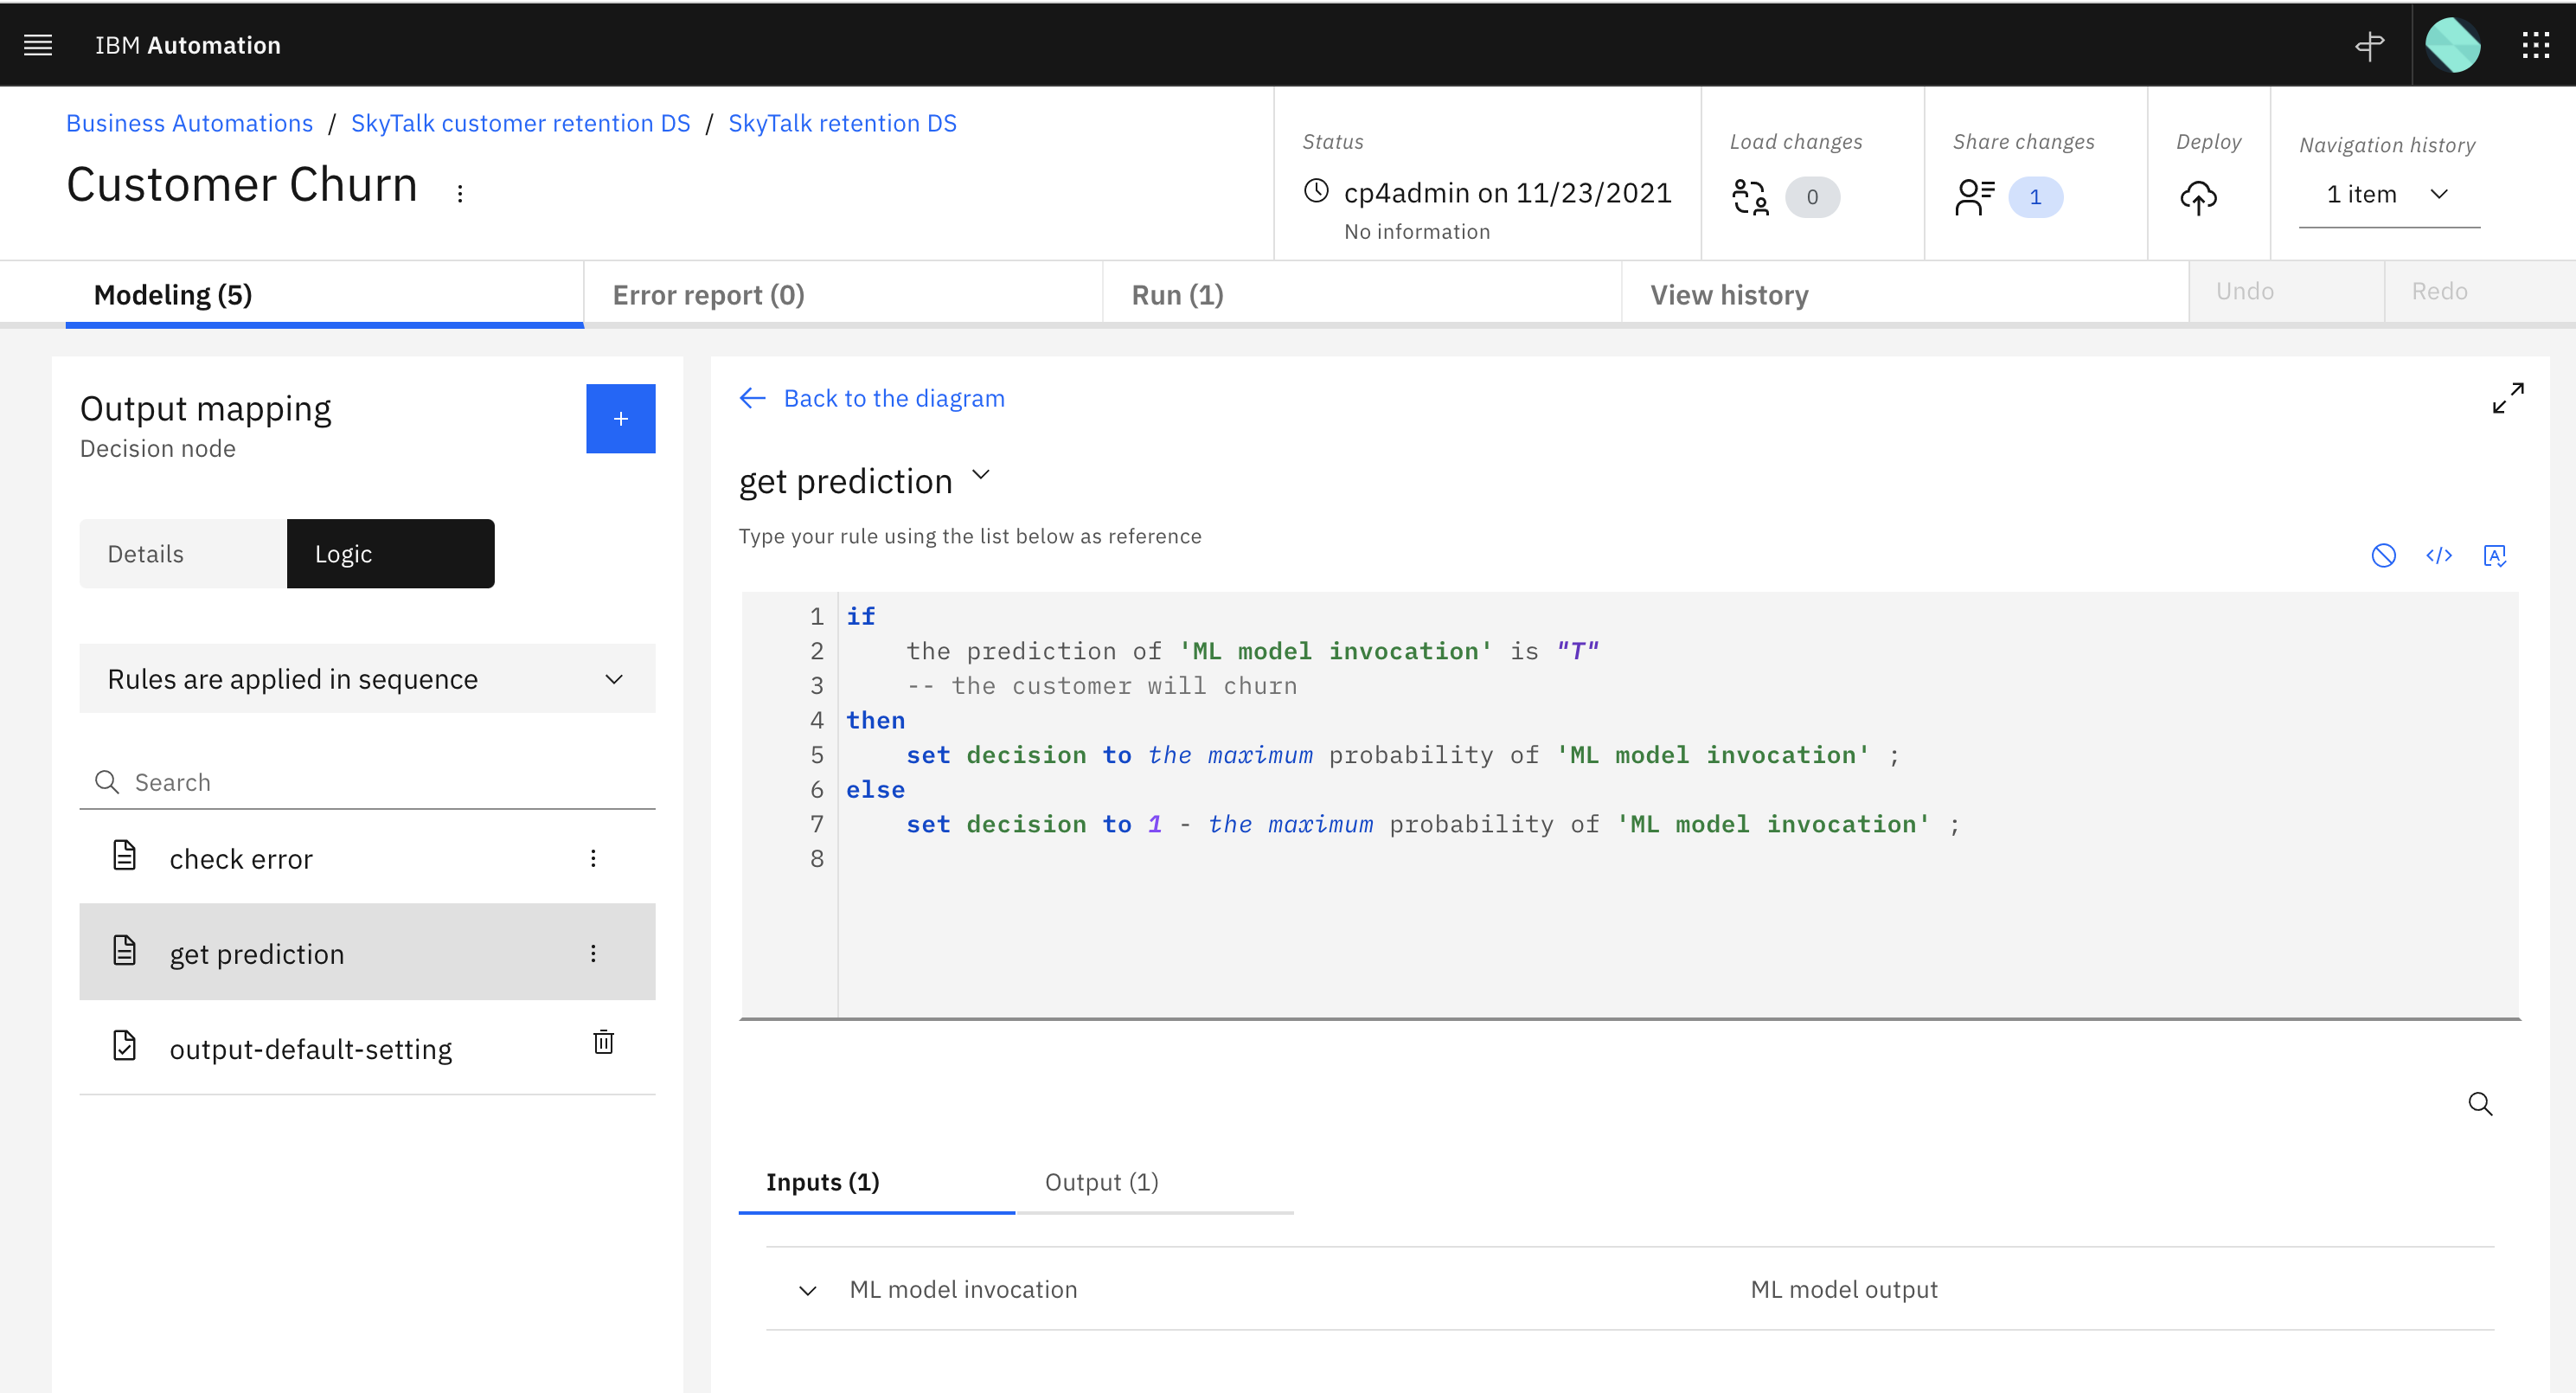 IBM Automation
Business Automations / SkyTalk customer retention DS / SkyTalk retention DS
Customer Churn
Status
cp4admin on 11/23/2021
No information
Load changes
0
Share changes
1
Deploy
Navigation history
1 item
Modeling (5)
Error report (0)
Run (1)
View history
Undo
Redo
Output mapping
Decision node
+
Details
Logic
Rules are applied in sequence
Search
check error
get prediction
output-default-setting
Back to the diagram
get prediction
Type your rule using the list below as reference
</>
A
1 if
2 the prediction of 'ML model invocation' is "T"
3 -- the customer will churn
4 then
5 set decision to the maximum probability of 'ML model invocation' ;
6 else
7 set decision to 1 - the maximum probability of 'ML model invocation' ;
8
Inputs (1)
Output (1)
ML model invocation
ML model output